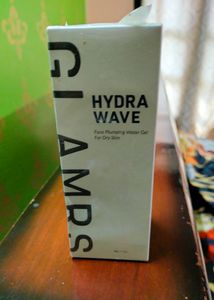 GLAMRS
HYDRA
WAVE
Face Plumping Water Gel
For Dry Skin